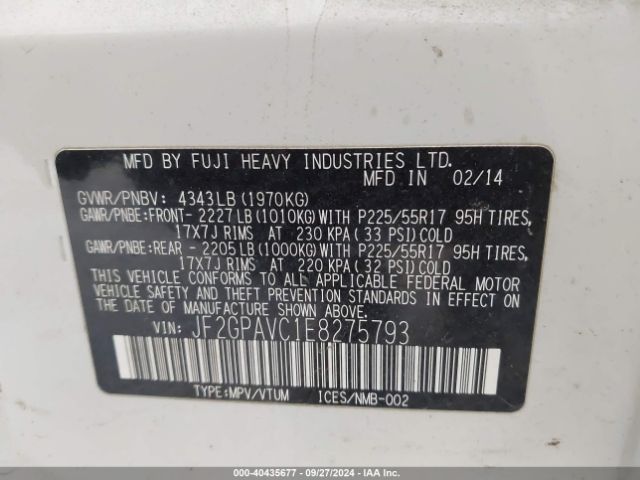 MFD BY FUJI HEAVY INDUSTRIES LTD.
MFD IN 02/14
GVWR/PNBV: 4343LB (1970KG)
GAWR/PNBE:FRONT- 2227LB (1010KG) WITH P225/55R17 95H TIRES,
17X7J RIMS AT 230 KPA (33 PSI) COLD
GAWR/PNBE:REAR - 2205LB (1000KG) WITH P225/55R17 95H TIRES,
17X7J RIMS AT 220 KPA (32 PSI) COLD
THIS VEHICLE CONFORMS TO ALL APPLICABLE FEDERAL MOTOR
VEHICLE SAFETY AND THEFT PREVENTION STANDARDS IN EFFECT ON
THE DATE OF MANUFACTURE SHOWN ABOVE.
VIN: JF2GPAVC1E8275793
TYPE:MPV/VTUM ICES/NMB-002
000-40435677 - 09/27/2024 - IAAI.COM